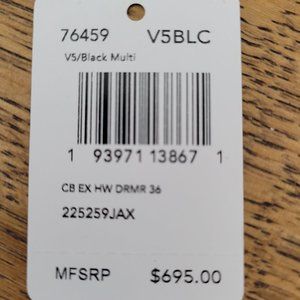 76459 V5BLC
V5/Black Multi
1 93971 13867 1
CB EX HW DRMR 36
225259JAX
MFSRP $695.00